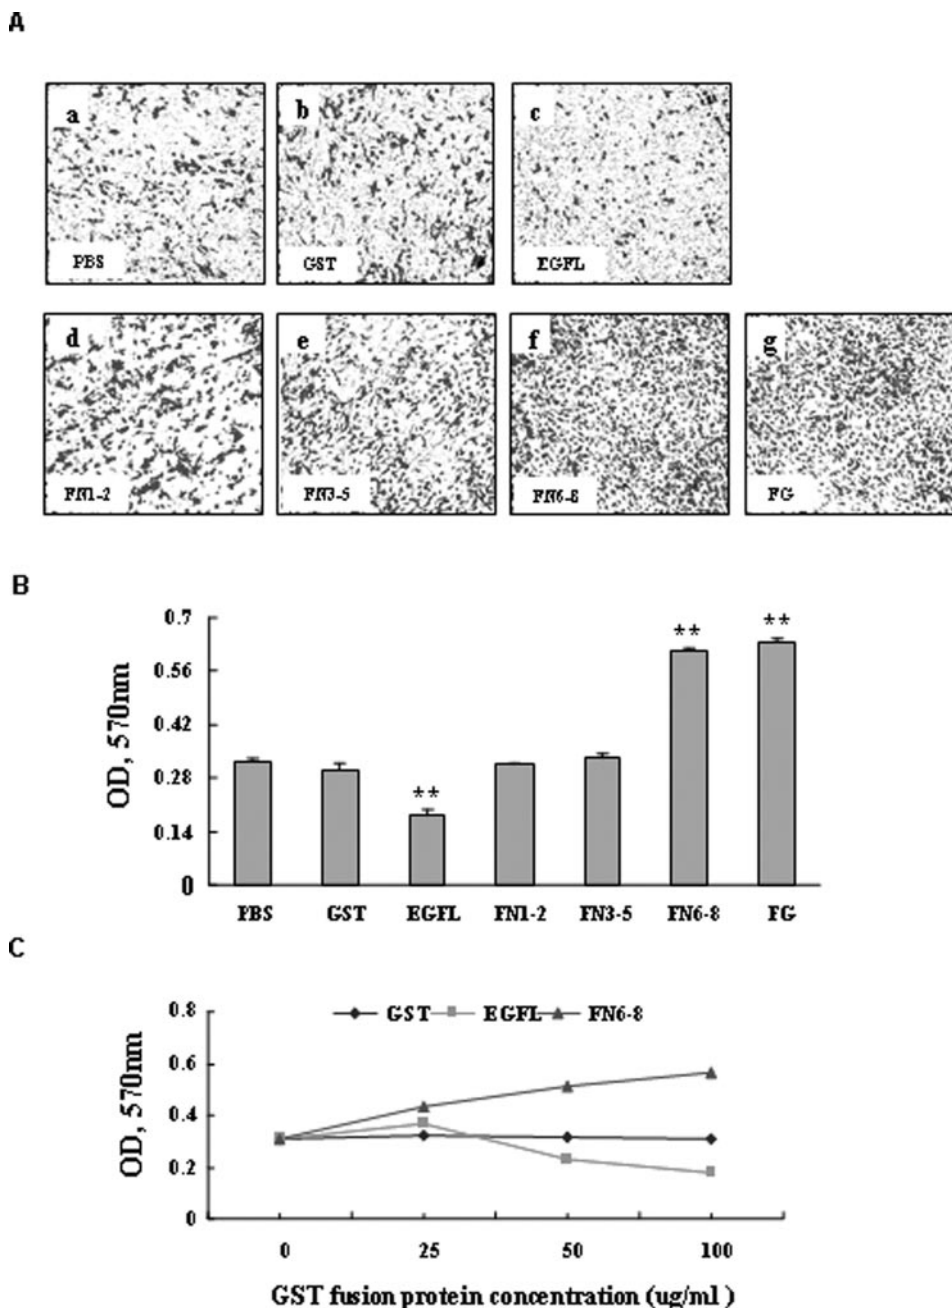 A
a
b
c
PBS
GST
EGFL
d
e
f
g
FN1-2
FN3-5
FN6-8
FG
B
0.7
0.56
0.42
0.28
0.14
0
OD, 570nm
**
**
**
PBS GST EGFL FN1-2 FN3-5 FN6-8 FG
C
0.8
0.6
0.4
0.2
0
OD, 570nm
GST EGFL FN6-8
0 25 50 100
GST fusion protein concentration (ug/ml )